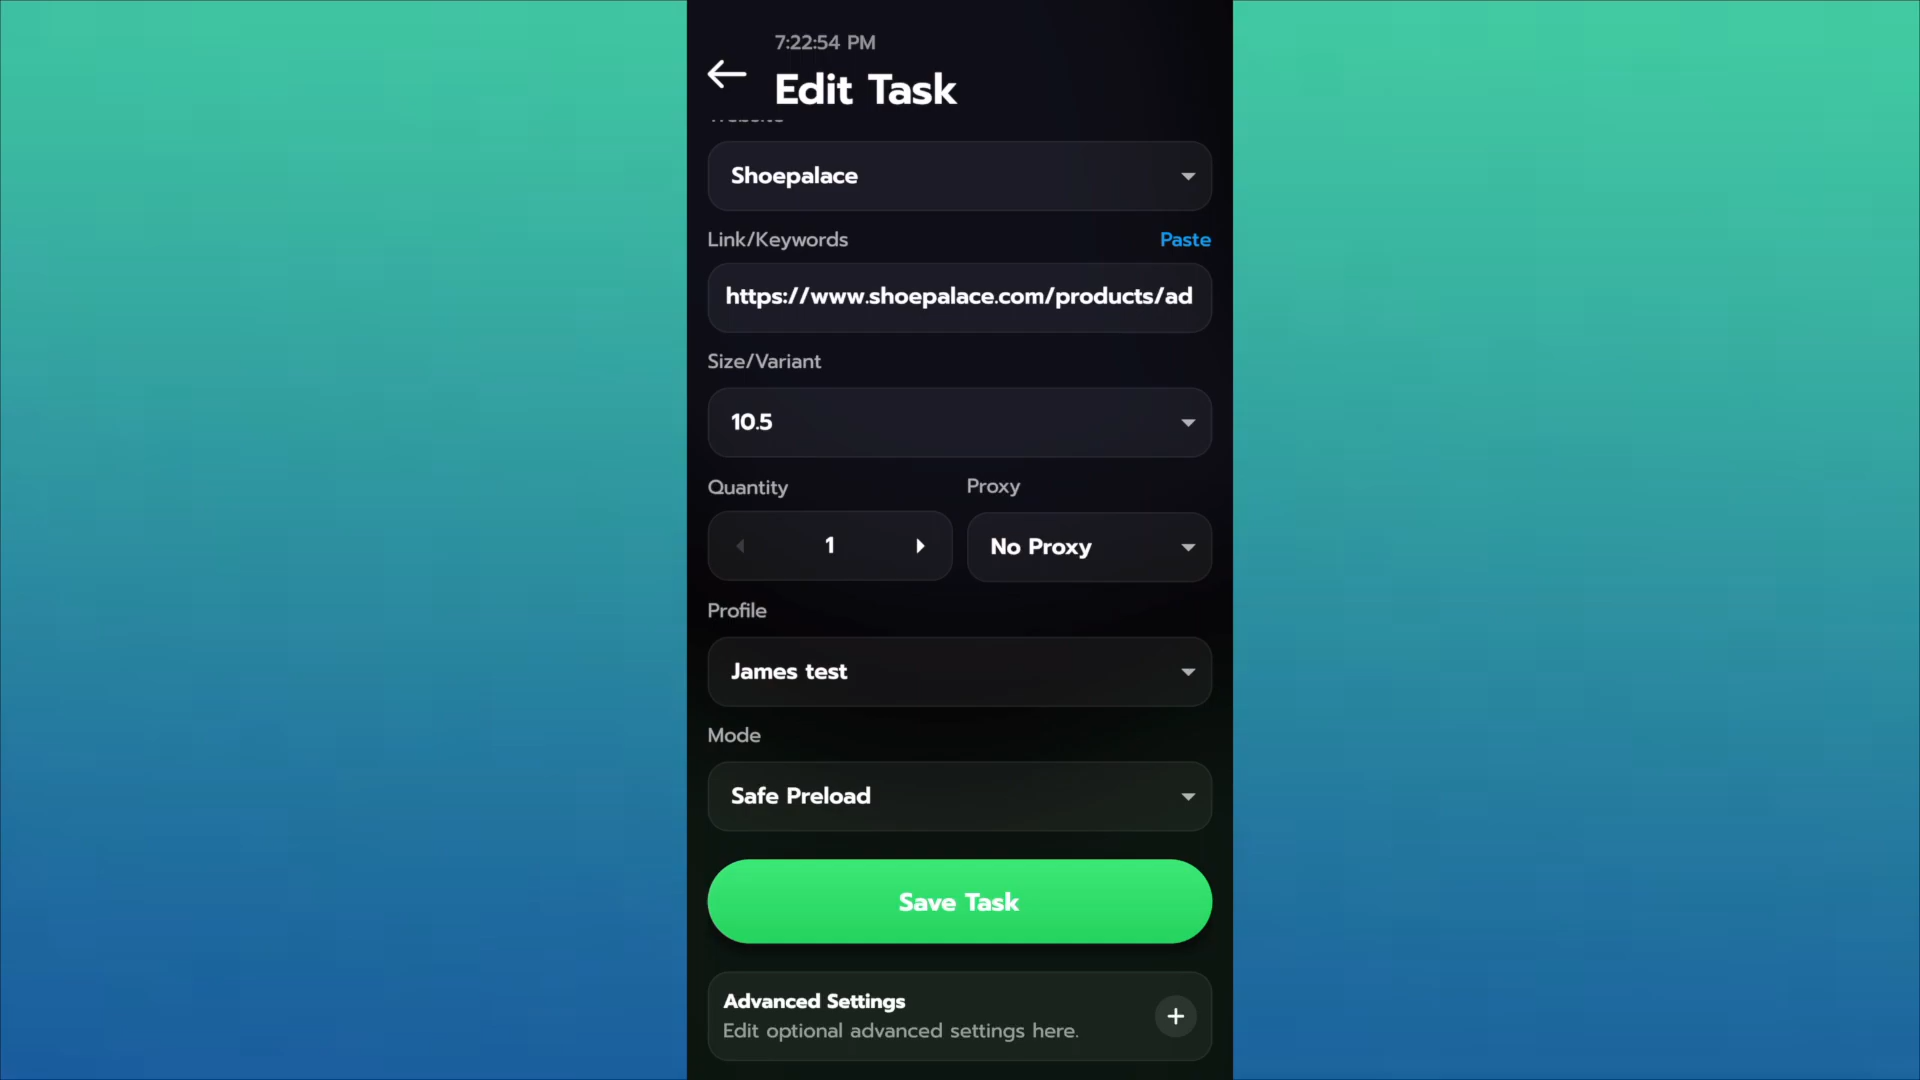 7:22:54 PM
Edit Task
Shoepalace
Link/Keywords
Paste
https://www.shoepalace.com/products/ad
Size/Variant
10.5
Quantity
Proxy
1
No Proxy
Profile
James test
Mode
Safe Preload
Save Task
Advanced Settings
Edit optional advanced settings here.